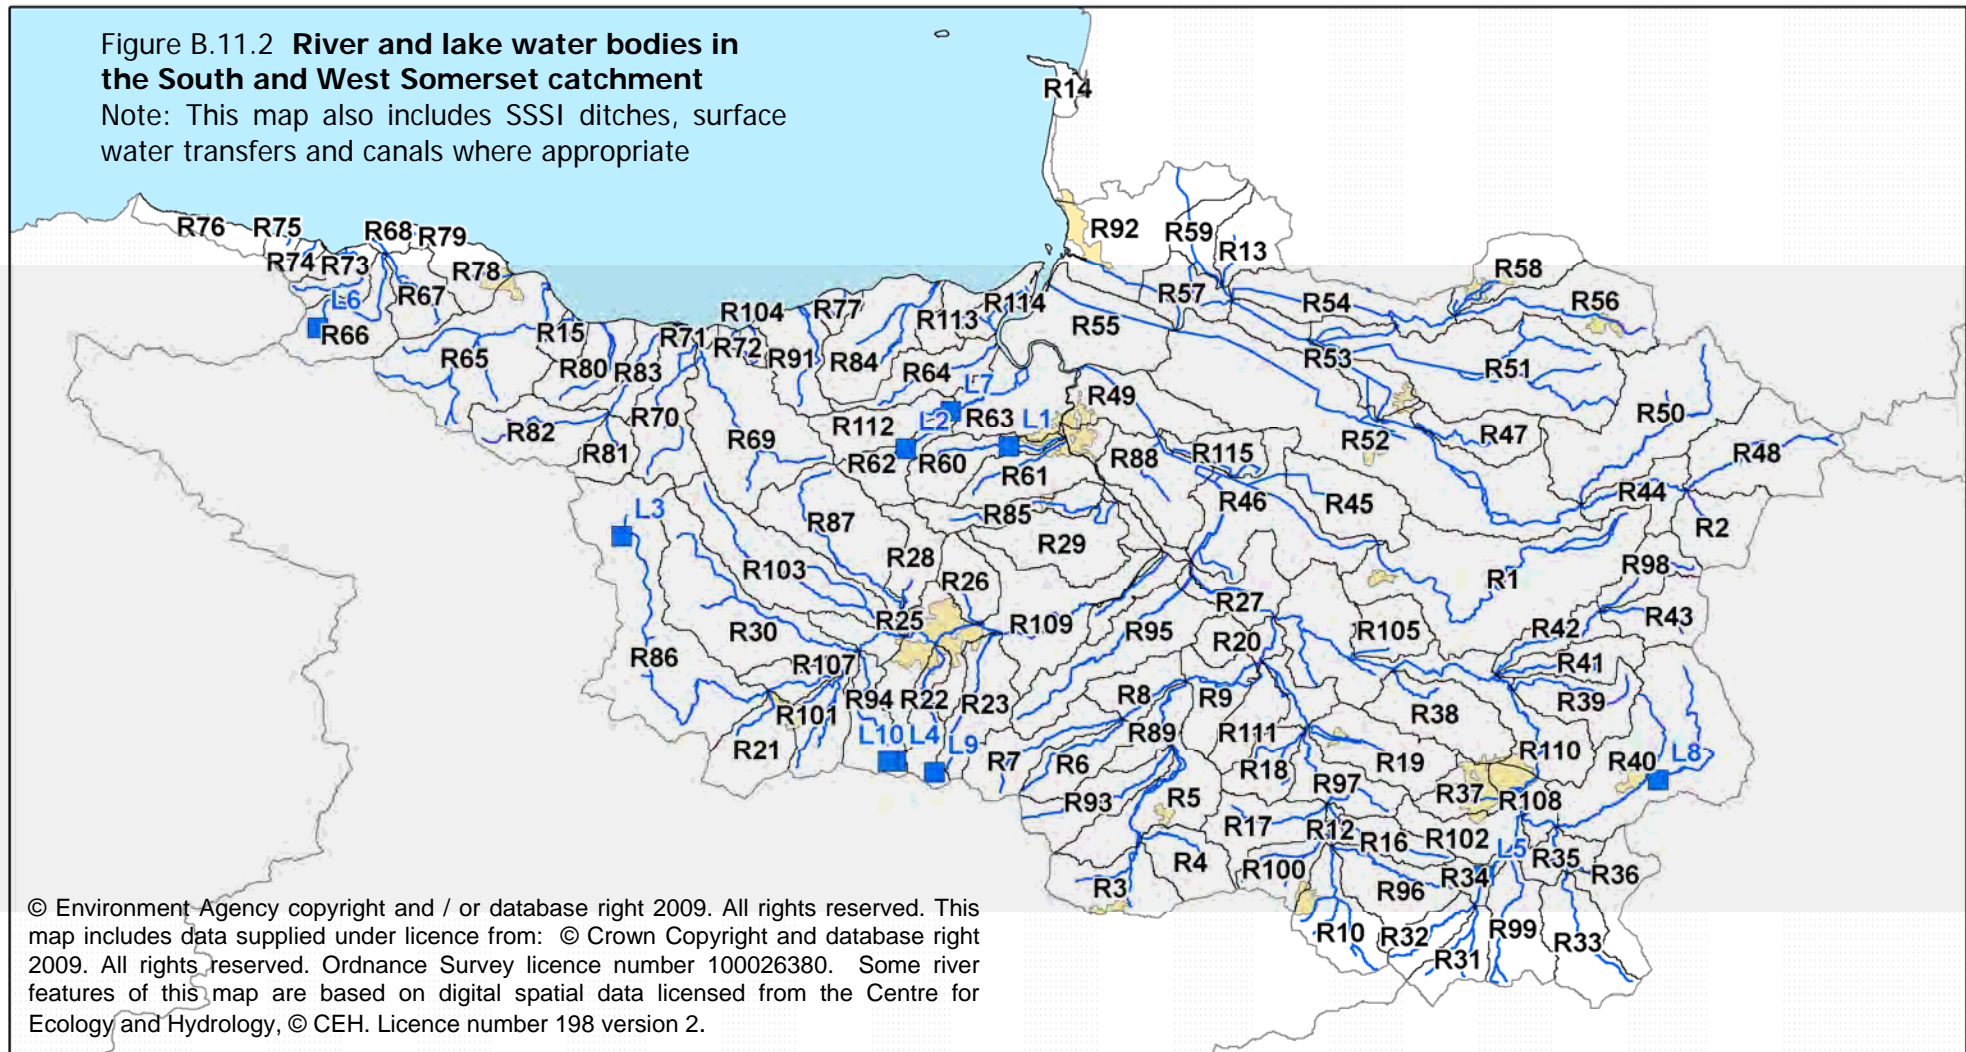 Figure B.11.2 River and lake water bodies in
the South and West Somerset catchment
Note: This map also includes SSSI ditches, surface
water transfers and canals where appropriate
R14
R76 R75 R68 R79 R92 R59 R13
R74 R73 R78 R58
L6 R67 R57 R54 R56
R66 R15 R71 R104 R77 R113 R114 R55
R65 R80 R83 R72 R91 R84 R64 R53 R51
L7 R49
R82 R70 R69 R112 L2 R63 L1 R52 R47 R50
R81 R62 R60 R61 R88 R115 R48
L3 R87 R85 R46 R45 R44 R2
R103 R28 R29 R26 R1 R98
R30 R25 R109 R27 R105 R42 R43
R86 R107 R95 R20 R41
R101 R94 R22 R23 R8 R9 R38 R39
R21 L10 L4 L9 R7 R89 R111 R110 R40 L8
R6 R18 R19
R93 R5 R97 R37 R108
R17 R12 R16 R102 L5 R35
R3 R4 R100 R96 R34 R36
R10 R32 R99 R33
R31
© Environment Agency copyright and / or database right 2009. All rights reserved. This
map includes data supplied under licence from: © Crown Copyright and database right
2009. All rights reserved. Ordnance Survey licence number 100026380. Some river
features of this map are based on digital spatial data licensed from the Centre for
Ecology and Hydrology, © CEH. Licence number 198 version 2.